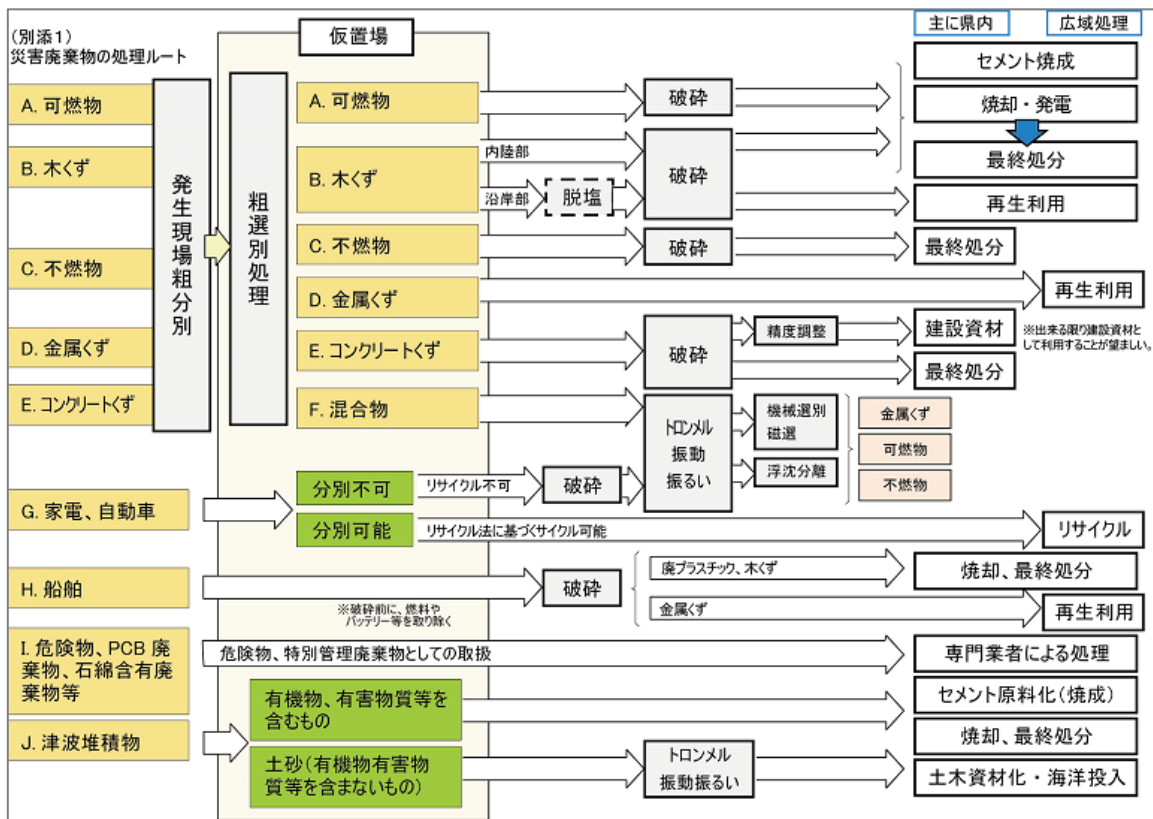 (別添1)
災害廃棄物の処理ルート
仮置場
主に県内
広域処理
A. 可燃物
B. 木くず
C. 不燃物
D. 金属くず
E. コンクリートくず
発生現場粗分別
粗選別処理
A. 可燃物
破砕
セメント焼成
焼却・発電
最終処分
B. 木くず
内陸部
沿岸部
脱塩
破砕
再生利用
C. 不燃物
破砕
最終処分
D. 金属くず
再生利用
E. コンクリートくず
破砕
精度調整
建設資材
※出来る限り建設資材と
して利用することが望ましい。
最終処分
F. 混合物
トロンメル
振動
振るい
機械選別
磁選
浮沈分離
金属くず
可燃物
不燃物
G. 家電、自動車
分別不可
リサイクル不可
破砕
分別可能
リサイクル法に基づくサイクル可能
リサイクル
H. 船舶
※破砕前に、燃料や
バッテリー等を取り除く
破砕
廃プラスチック、木くず
焼却、最終処分
金属くず
再生利用
I. 危険物、PCB 廃
棄物、石綿含有廃
棄物等
危険物、特別管理廃棄物としての取扱
専門業者による処理
J. 津波堆積物
有機物、有害物質等を
含むもの
セメント原料化(焼成)
焼却、最終処分
土砂(有機物有害物
質等を含まないもの)
トロンメル
振動振るい
土木資材化・海洋投入